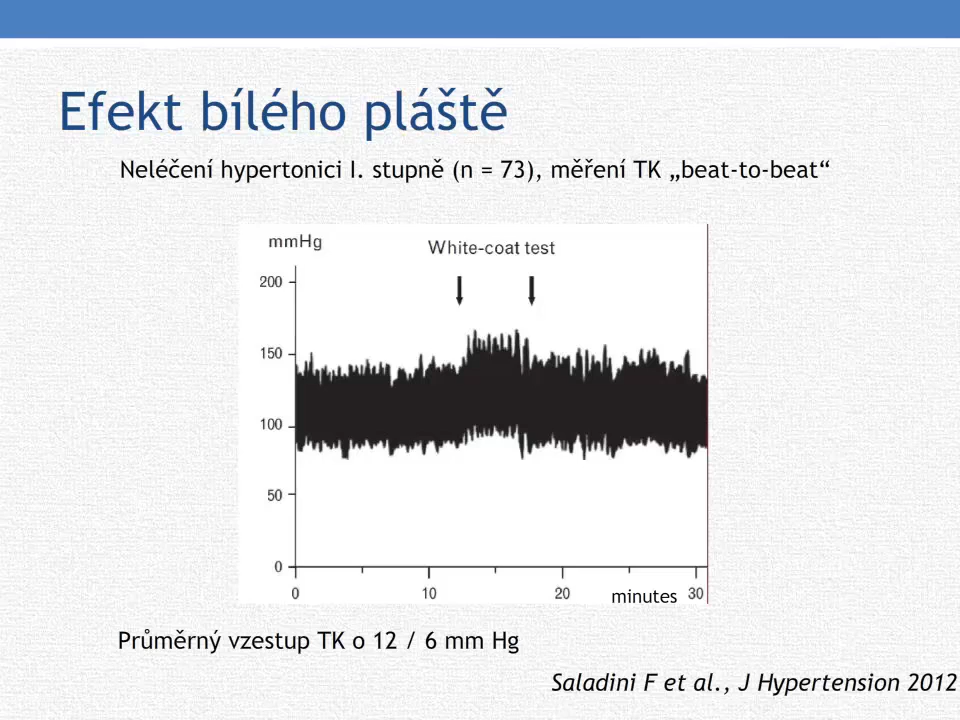 Efekt bílého pláště
Neléčení hypertonici I. stupně (n = 73), měření TK „beat-to-beat“
mmHg
White-coat test
200
150
100
50
0
0 10 20 minutes 30
Průměrný vzestup TK o 12 / 6 mm Hg
Saladini F et al., J Hypertension 2012